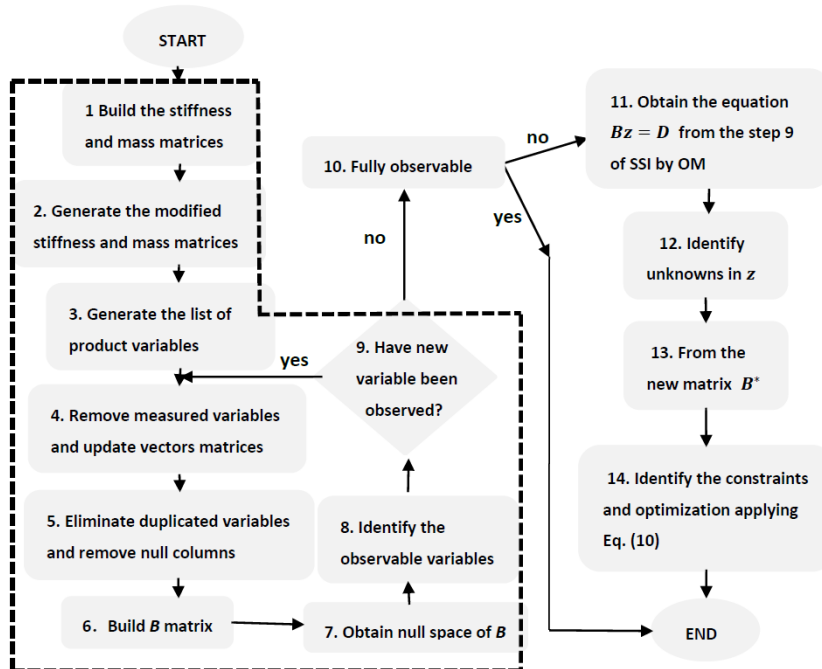 START
1 Build the stiffness
and mass matrices
2. Generate the modified
stiffness and mass matrices
3. Generate the list of
product variables
4. Remove measured variables
and update vectors matrices
5. Eliminate duplicated variables
and remove null columns
6. Build B matrix
7. Obtain null space of B
8. Identify the
observable variables
9. Have new
variable been
observed?
yes
no
10. Fully observable
no
yes
11. Obtain the equation
Bz = D from the step 9
of SSI by OM
12. Identify
unknowns in z
13. From the
new matrix B*
14. Identify the constraints
and optimization applying
Eq. (10)
END